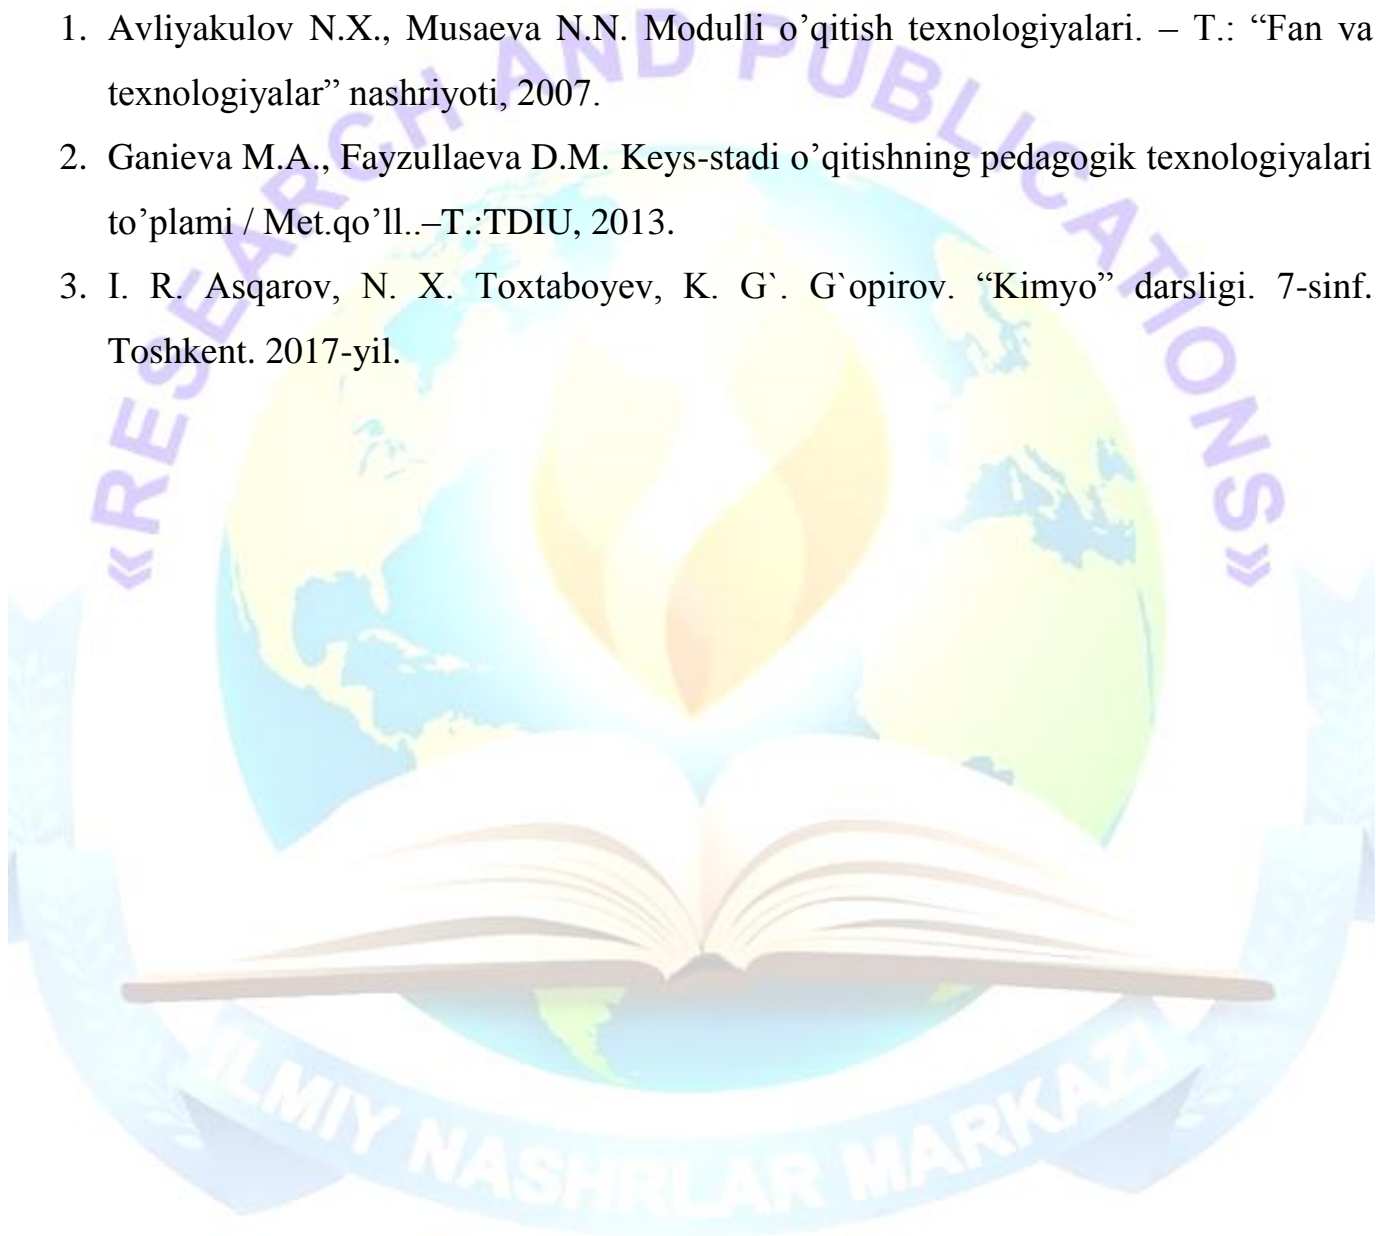 1. Avliyakulov N.X., Musaeva N.N. Modulli o’qitish texnologiyalari. – T.: “Fan va
texnologiyalar” nashriyoti, 2007.
2. Ganieva M.A., Fayzullaeva D.M. Keys-stadi o’qitishning pedagogik texnologiyalari
to’plami / Met.qo’ll..–T.:TDIU, 2013.
3. I. R. Asqarov, N. X. Toxtaboyev, K. G`. G`opirov. “Kimyo” darsligi. 7-sinf.
Toshkent. 2017-yil.
«RESEARCH AND PUBLICATIONS»
ILMIY NASHRLAR MARKAZI